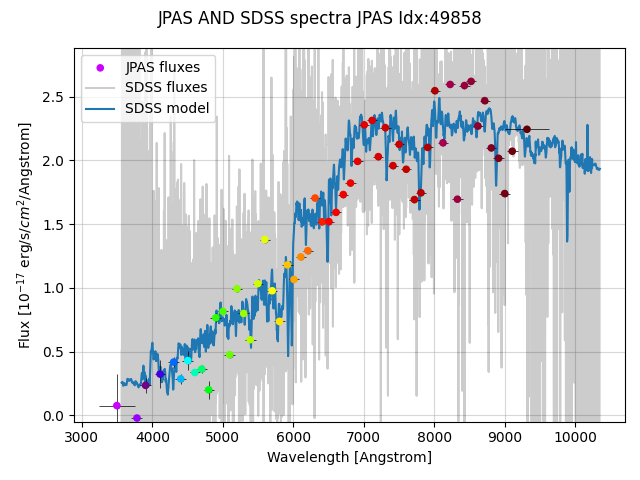 JPAS AND SDSS spectra JPAS Idx:49858
JPAS fluxes
SDSS fluxes
SDSS model
Flux [10⁻¹⁷ erg/s/cm²/Angstrom]
2.5
2.0
1.5
1.0
0.5
0.0
3000 4000 5000 6000 7000 8000 9000 10000
Wavelength [Angstrom]